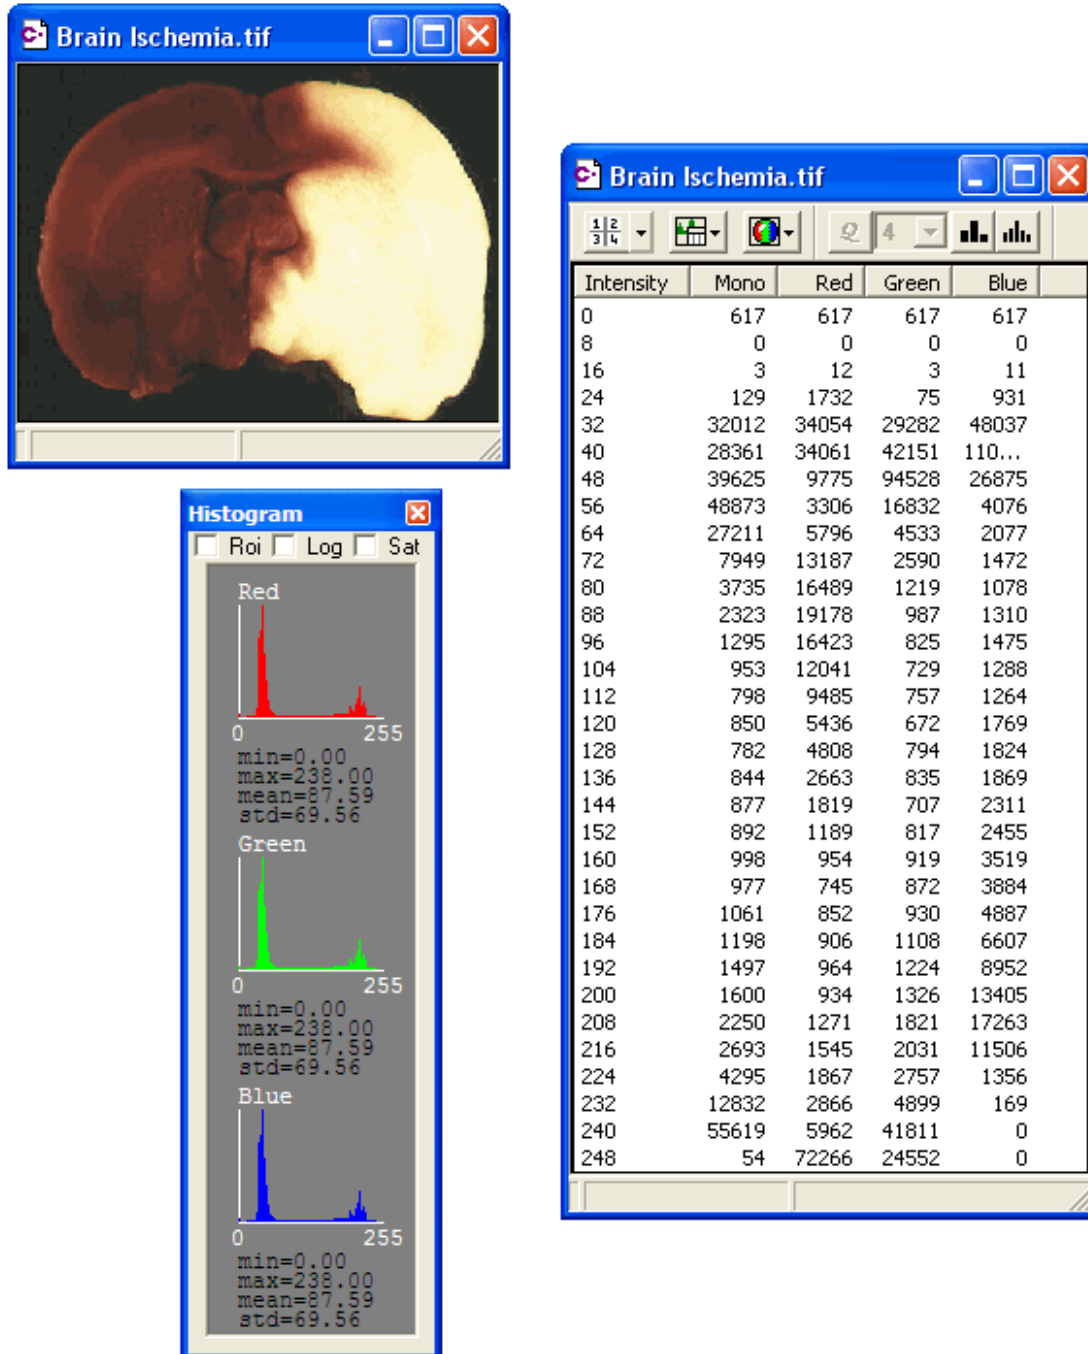 Brain Ischemia.tif
Histogram
Roi Log Sat
Red
0 255
min=0.00
max=238.00
mean=87.59
std=69.56
Green
0 255
min=0.00
max=238.00
mean=87.59
std=69.56
Blue
0 255
min=0.00
max=238.00
mean=87.59
std=69.56
Brain Ischemia.tif
1 2
3 4
Q 4
Intensity Mono Red Green Blue
0 617 617 617 617
8 0 0 0 0
16 3 12 3 11
24 129 1732 75 931
32 32012 34054 29282 48037
40 28361 34061 42151 110...
48 39625 9775 94528 26875
56 48873 3306 16832 4076
64 27211 5796 4533 2077
72 7949 13187 2590 1472
80 3735 16489 1219 1078
88 2323 19178 987 1310
96 1295 16423 825 1475
104 953 12041 729 1288
112 798 9485 757 1264
120 850 5436 672 1769
128 782 4808 794 1824
136 844 2663 835 1869
144 877 1819 707 2311
152 892 1189 817 2455
160 998 954 919 3519
168 977 745 872 3884
176 1061 852 930 4887
184 1198 906 1108 6607
192 1497 964 1224 8952
200 1600 934 1326 13405
208 2250 1271 1821 17263
216 2693 1545 2031 11506
224 4295 1867 2757 1356
232 12832 2866 4899 169
240 55619 5962 41811 0
248 54 72266 24552 0